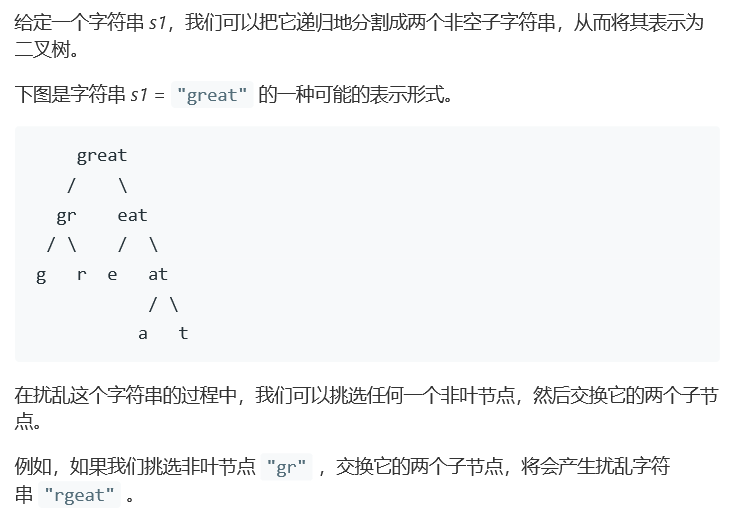 给定一个字符串 s1，我们可以把它递归地分割成两个非空子字符串，从而将其表示为
二叉树。
下图是字符串 s1 = "great" 的一种可能的表示形式。
great
/ \
gr eat
/ \ / \
g r e at
/ \
a t
在扰乱这个字符串的过程中，我们可以挑选任何一个非叶节点，然后交换它的两个子节
点。
例如，如果我们挑选非叶节点 "gr" ，交换它的两个子节点，将会产生扰乱字符
串 "rgeat" 。